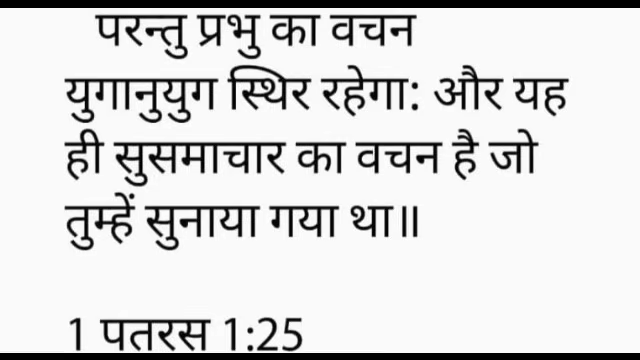 परन्तु प्रभु का वचन
युगानुयुग स्थिर रहेगा: और यह
ही सुसमाचार का वचन है जो
तुम्हें सुनाया गया था॥
1 पतरस 1:25